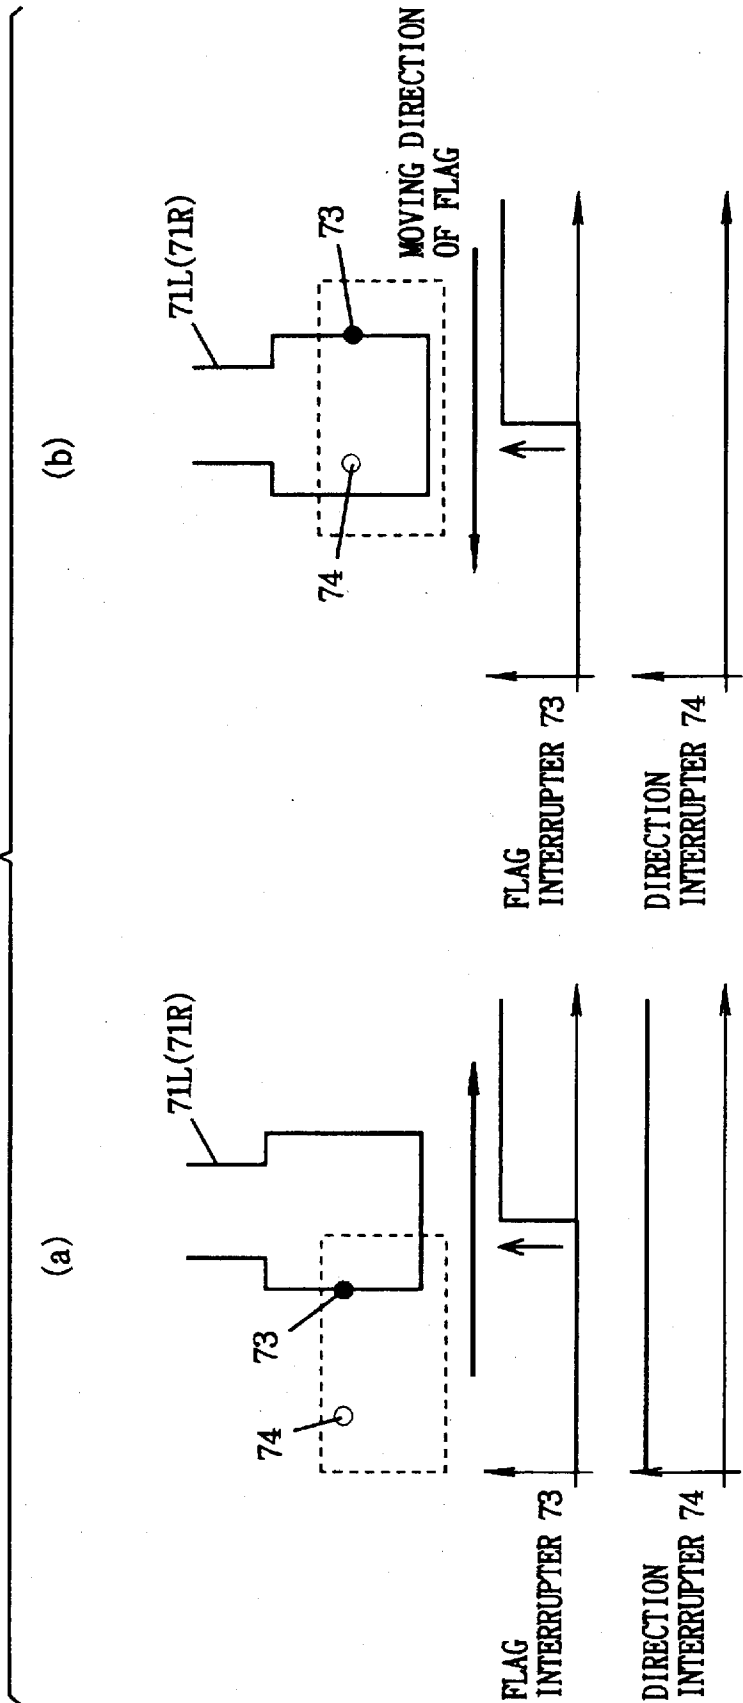 (a)
71L(71R)
73
74
FLAG
INTERRUPTER 73
DIRECTION
INTERRUPTER 74
(b)
71L(71R)
73
74
MOVING DIRECTION
OF FLAG
FLAG
INTERRUPTER 73
DIRECTION
INTERRUPTER 74